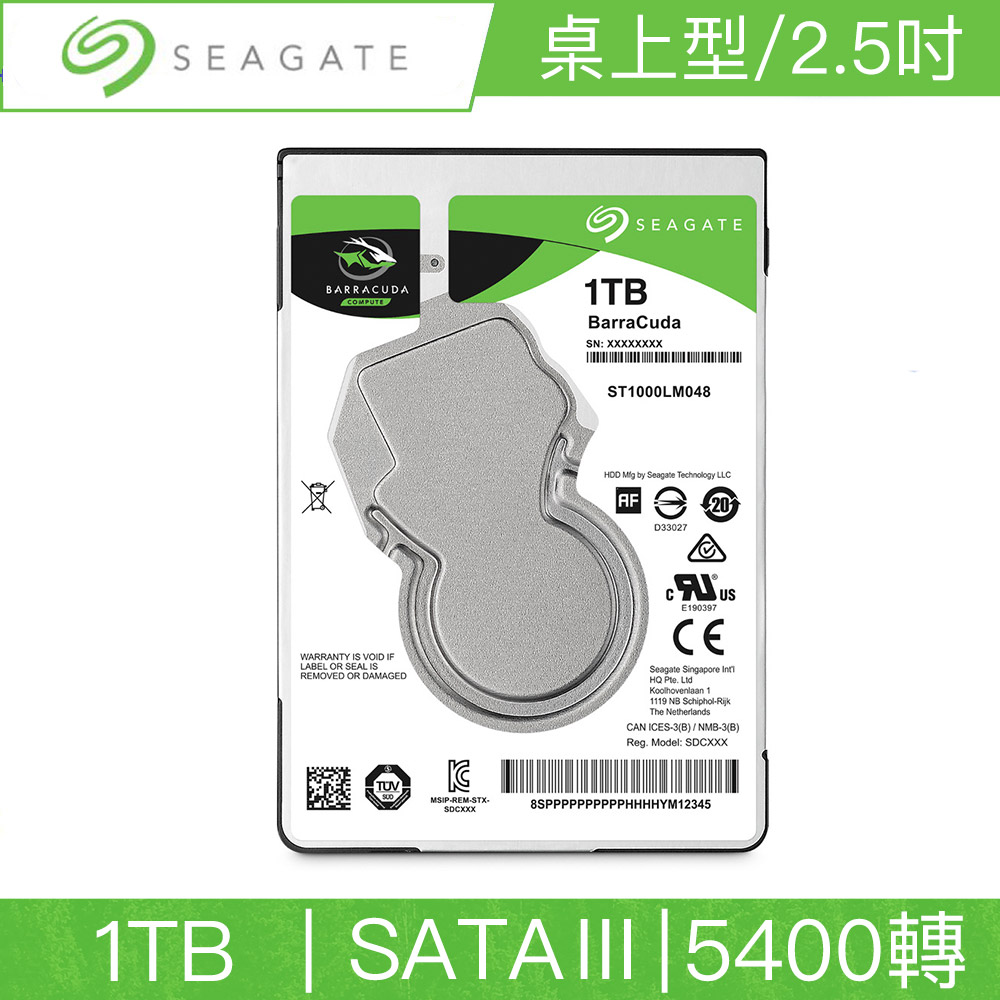 SEAGATE
桌上型/2.5吋
SEAGATE
BARRACUDA
COMPUTE
1TB
BarraCuda
SN: XXXXXXXX
ST1000LM048
HDD Mfg by Seagate Technology LLC
AF
20
D33027
C RU® US
E190397
CE
WARRANTY IS VOID IF
LABEL OR SEAL IS
REMOVED OR DAMAGED
Seagate Singapore Int'l
HQ Pte. Ltd
Koolhovenlaan 1
1119 NB Schiphol-Rijk
The Netherlands
CAN ICES-3(B) / NMB-3(B)
Reg. Model: SDCXXX
TÜV
SÜD
MSIP-REM-STX-
SDCXXX
8SPPPPPPPPPPPHHHHYM12345
1TB | SATAIII | 5400轉